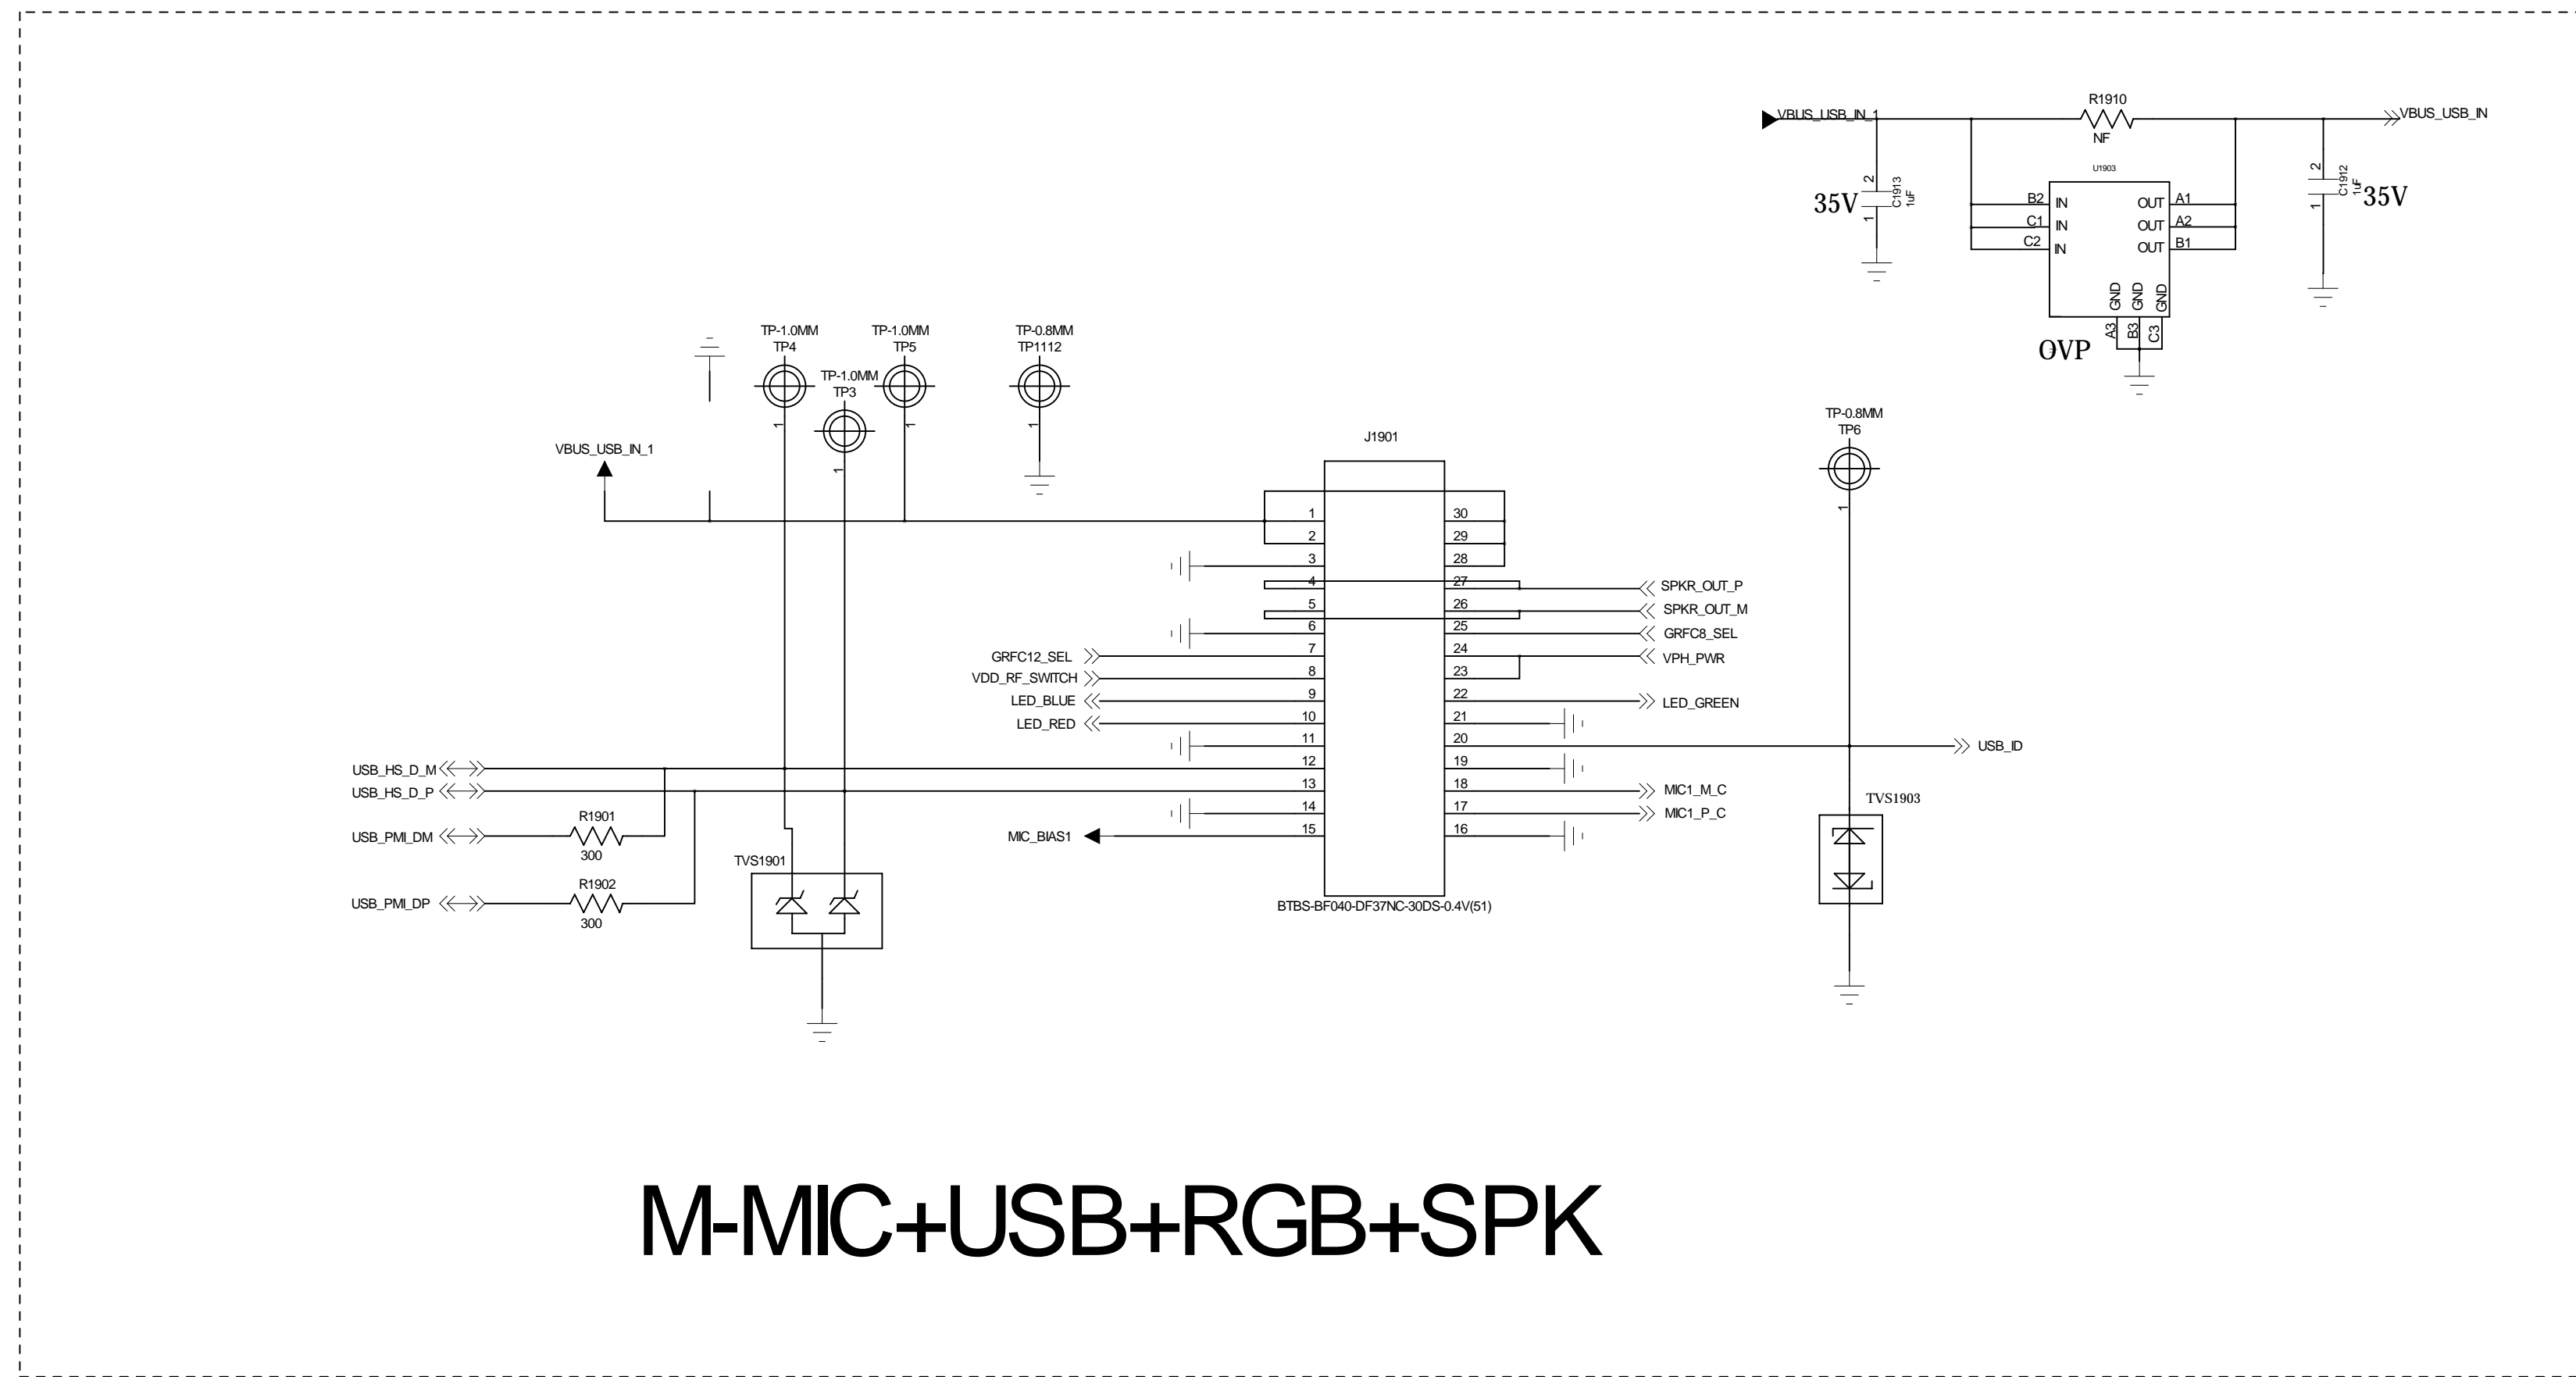 R1910
VBUS_USB_IN_1
VBUS_USB_IN
NF
U1903
2
C1913
1uF
35V
1
2
C1912
1uF
35V
1
B2 IN OUT A1
C1 IN OUT A2
C2 IN OUT B1
GND GND GND
A3 B3 C3
OVP
TP-1.0MM
TP4
1
TP-1.0MM
TP3
1
TP-1.0MM
TP5
1
TP-0.8MM
TP1112
1
TP-0.8MM
TP6
1
VBUS_USB_IN_1
J1901
1 30
2 29
3 28
4 27 SPKR_OUT_P
5 26 SPKR_OUT_M
6 25 GRFC8_SEL
GRFC12_SEL 7 24 VPH_PWR
VDD_RF_SWITCH 8 23
LED_BLUE 9 22 LED_GREEN
LED_RED 10 21
11 20 USB_ID
USB_HS_D_M 12 19
USB_HS_D_P 13 18 MIC1_M_C
14 17 MIC1_P_C
MIC_BIAS1 15 16
BTBS-BF040-DF37NC-30DS-0.4V(51)
R1901
USB_PMI_DM
300
R1902
USB_PMI_DP
300
TVS1901
TVS1903
M-MIC+USB+RGB+SPK